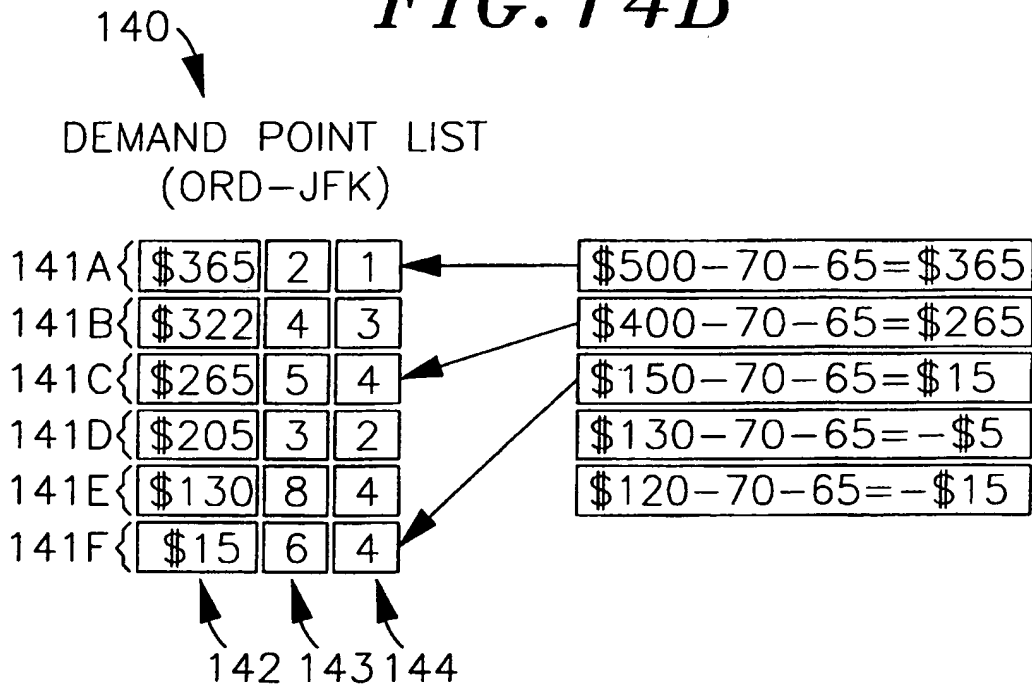 FIG. 14B
140
DEMAND POINT LIST
(ORD-JFK)
141A{ $365 2 1
141B{ $322 4 3
141C{ $265 5 4
141D{ $205 3 2
141E{ $130 8 4
141F{ $15 6 4
$500-70-65=$365
$400-70-65=$265
$150-70-65=$15
$130-70-65=-$5
$120-70-65=-$15
142 143 144